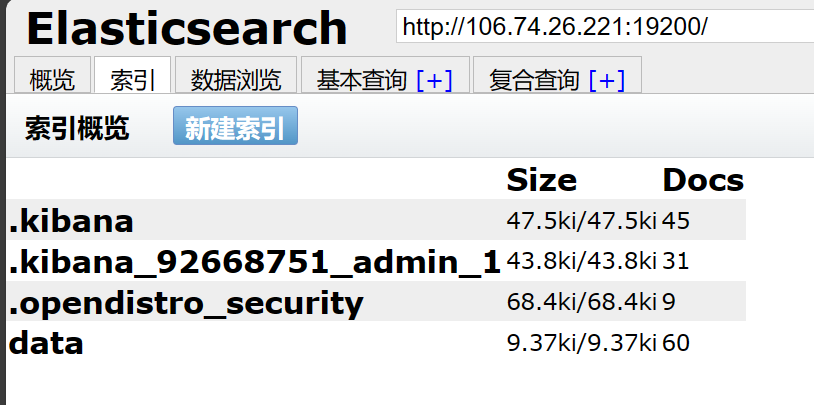 Elasticsearch http://106.74.26.221:19200/
概览 索引 数据浏览 基本查询 [+] 复合查询 [+]
索引概览 新建索引
Size Docs
.kibana 47.5ki/47.5ki 45
.kibana_92668751_admin_1 43.8ki/43.8ki 31
.opendistro_security 68.4ki/68.4ki 9
data 9.37ki/9.37ki 60